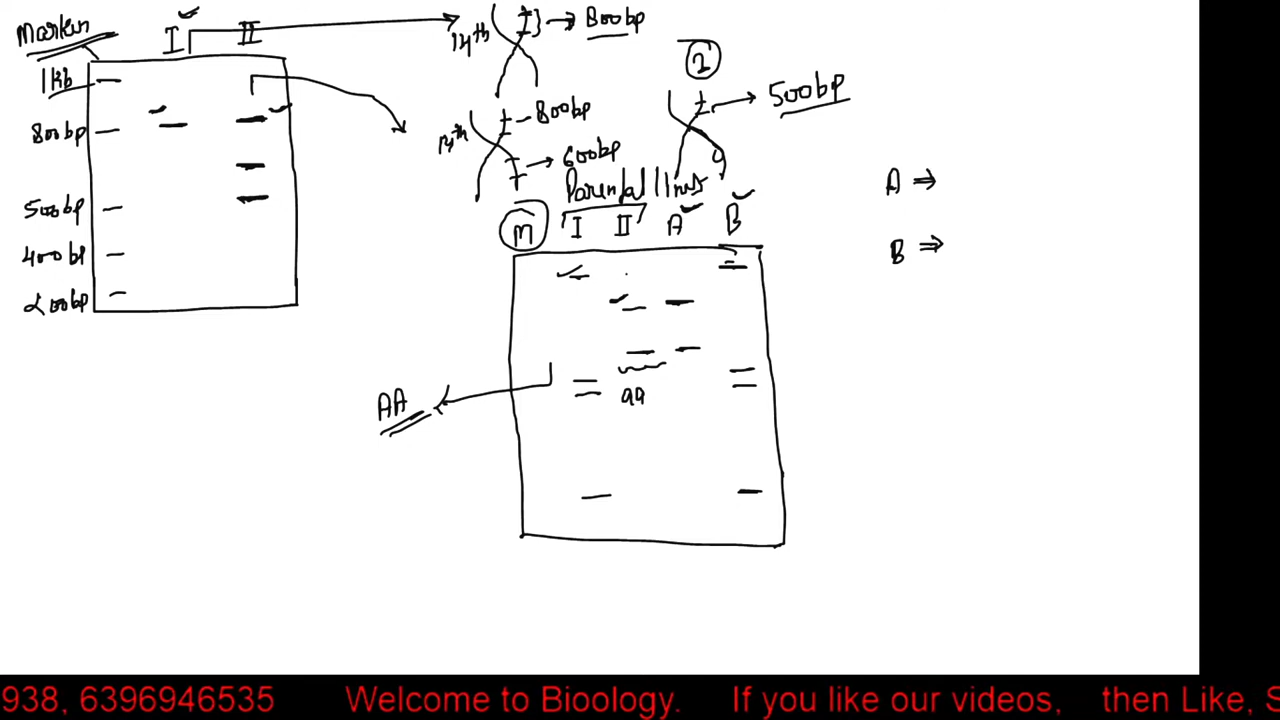 Marker
I II
14th
800bp
1kb
2
500bp
800bp
14th
800bp
600bp
Parental lines
A ⇒
500bp
M I II A B
B ⇒
400bp
200bp
AA
aa
938, 6396946535 Welcome to Bioology. If you like our videos, then Like, S